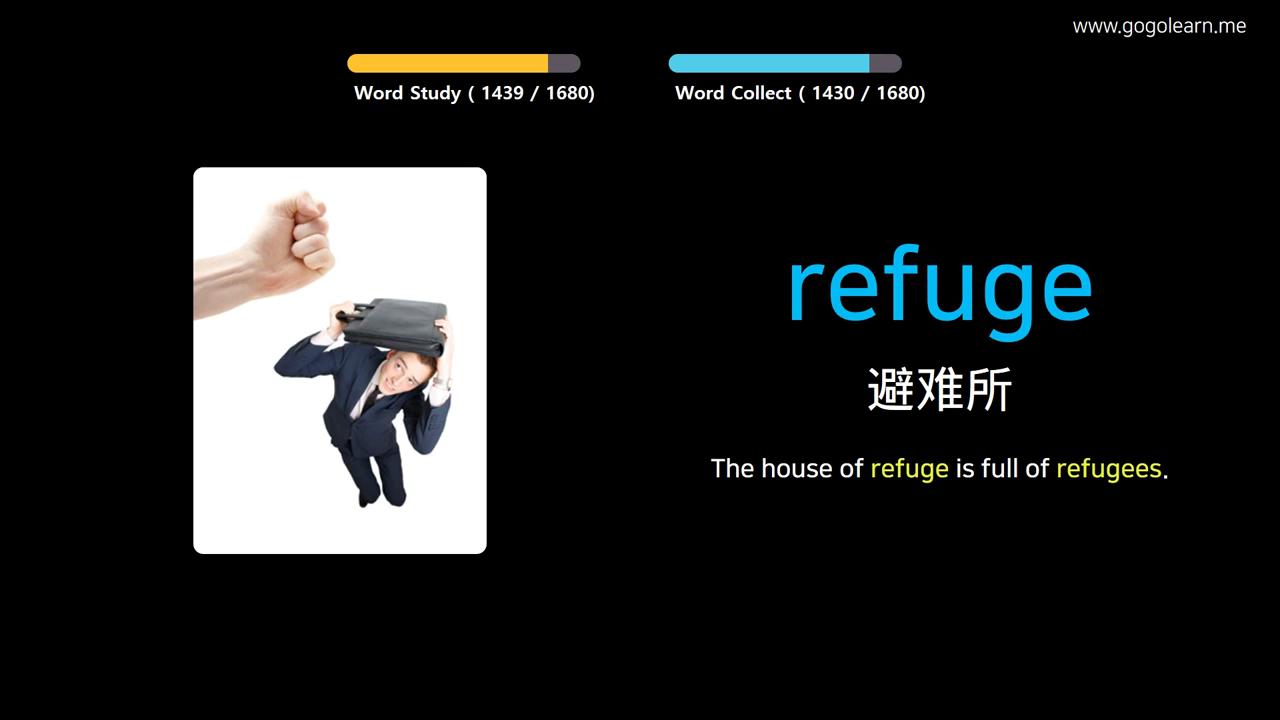 www.gogolearn.me
Word Study ( 1439 / 1680)
Word Collect ( 1430 / 1680)
refuge
避难所
The house of refuge is full of refugees.